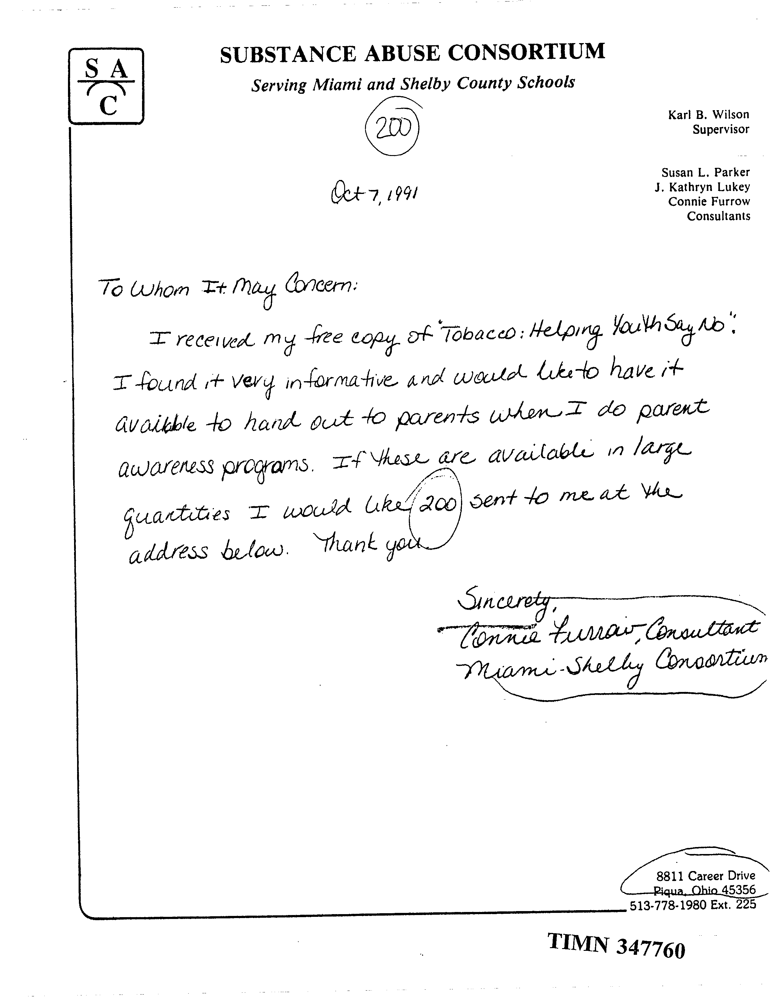 SUBSTANCE ABUSE CONSORTIUM
S A
C
Serving Miami and Shelby County Schools
200
Karl B. Wilson
Supervisor
Oct 7, 1991
Susan L. Parker
J. Kathryn Lukey
Connie Furrow
Consultants
To Whom It May Concern:
I received my free copy of "Tobacco: Helping Youth Say No".
I found it very informative and would like to have it
available to hand out to parents when I do parent
awareness programs. If these are available in large
quantities I would like 200 sent to me at the
address below. Thank you
Sincerely,
Connie Furrow, Consultant
Miami-Shelby Consortium
8811 Career Drive
Piqua, Ohio 45356
513-778-1980 Ext. 225
TIMN 347760